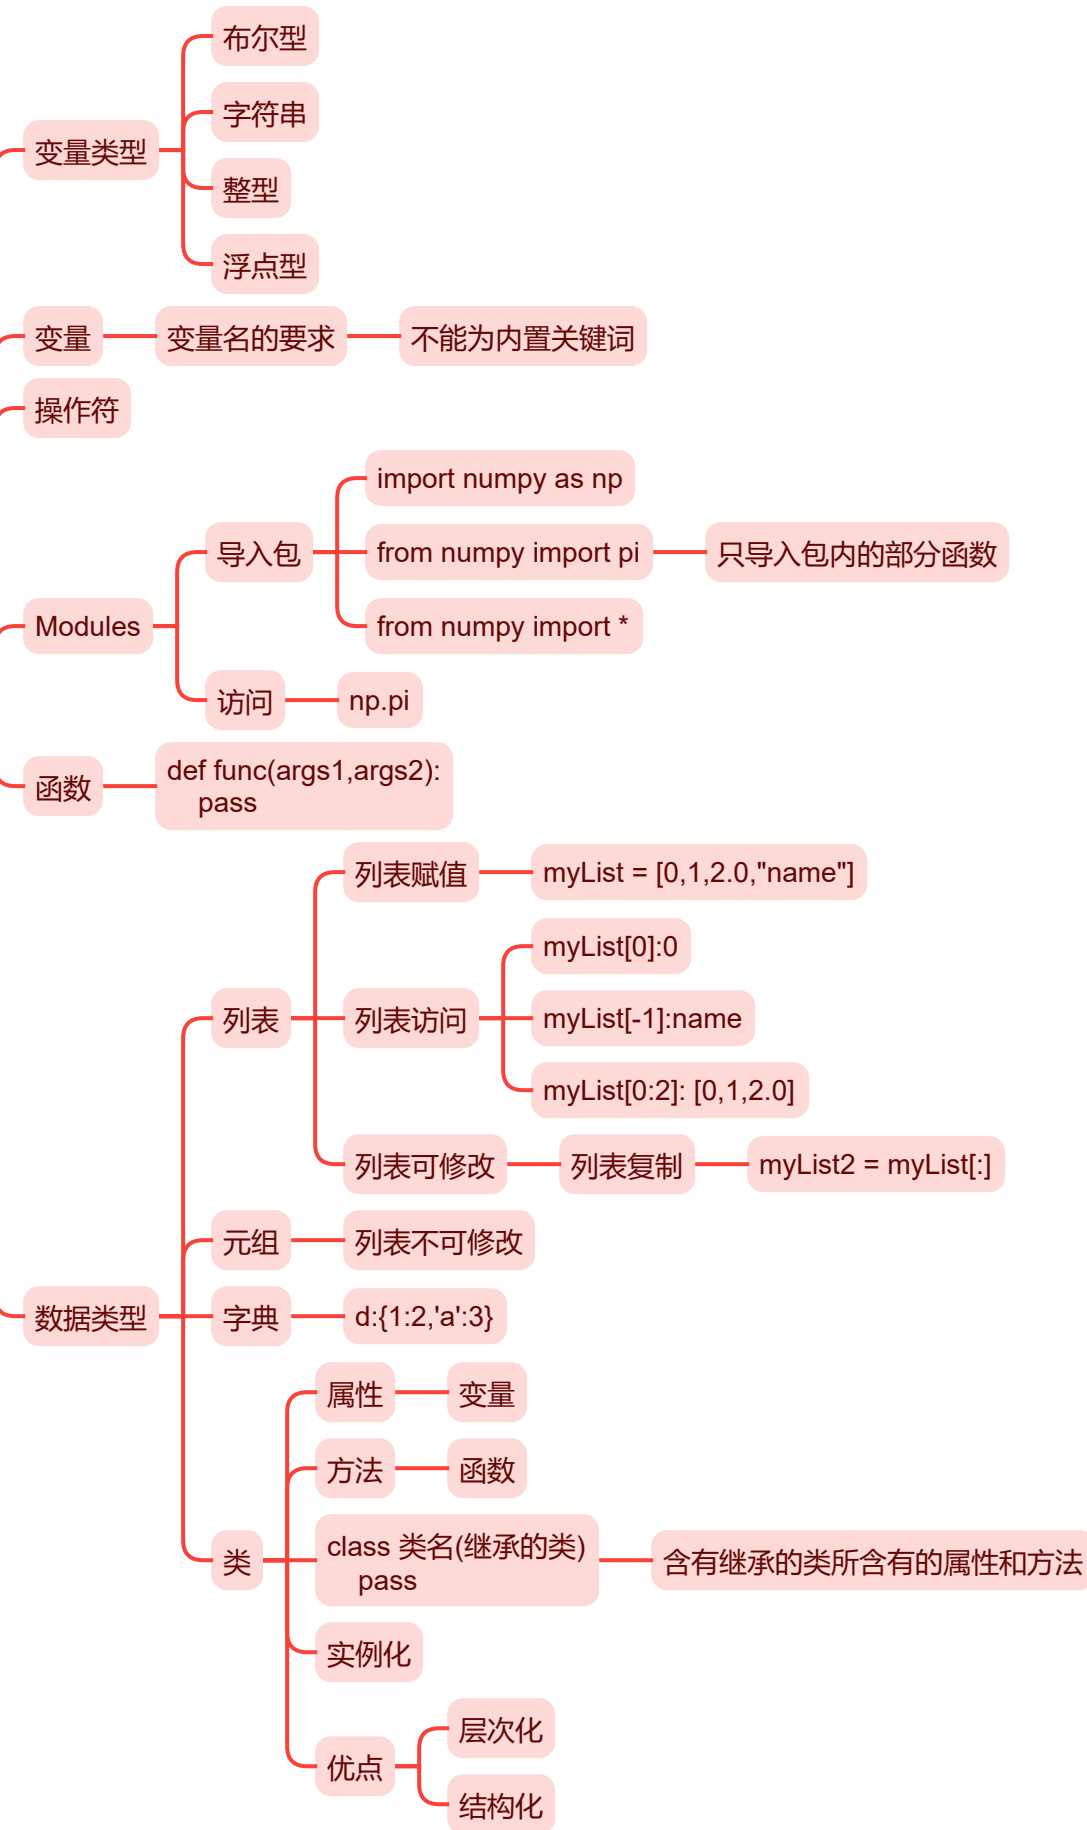 布尔型
字符串
变量类型
整型
浮点型
变量
变量名的要求
不能为内置关键词
操作符
import numpy as np
导入包
from numpy import pi
只导入包内的部分函数
Modules
from numpy import *
访问
np.pi
函数
def func(args1,args2):
    pass
列表赋值
myList = [0,1,2.0,"name"]
myList[0]:0
列表
列表访问
myList[-1]:name
myList[0:2]: [0,1,2.0]
列表可修改
列表复制
myList2 = myList[:]
元组
列表不可修改
数据类型
字典
d:{1:2,'a':3}
属性
变量
方法
函数
类
class 类名(继承的类)
    pass
含有继承的类所含有的属性和方法
实例化
层次化
优点
结构化